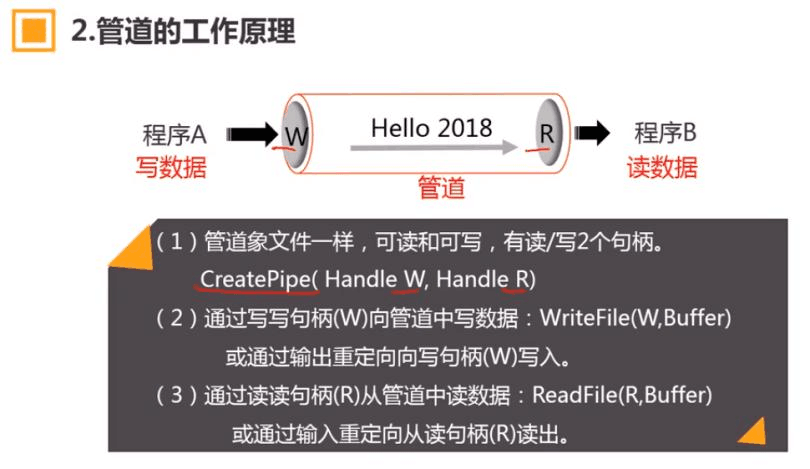 2.管道的工作原理
程序A
写数据
W
Hello 2018
R
管道
程序B
读数据
（1）管道象文件一样，可读和可写，有读/写2个句柄。
CreatePipe( Handle W, Handle R)
（2）通过写写句柄(W)向管道中写数据：WriteFile(W,Buffer)
或通过输出重定向向写句柄(W)写入。
（3）通过读读句柄(R)从管道中读数据：ReadFile(R,Buffer)
或通过输入重定向从读句柄(R)读出。